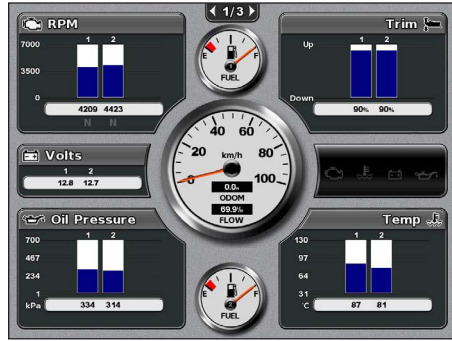 1/3
RPM
7000
3500
0
1 2
4209 4423
N N
E F
1
FUEL
Trim
Up
Down
1 2
90% 90%
Volts
1 2
12.8 12.7
0 20 40 60 80 100
km/h
ODOM
69.9%
FLOW
Oil Pressure
700
467
234
1
kPa
1 2
334 314
E F
2
FUEL
Temp
130
97
64
31
°C
1 2
87 81